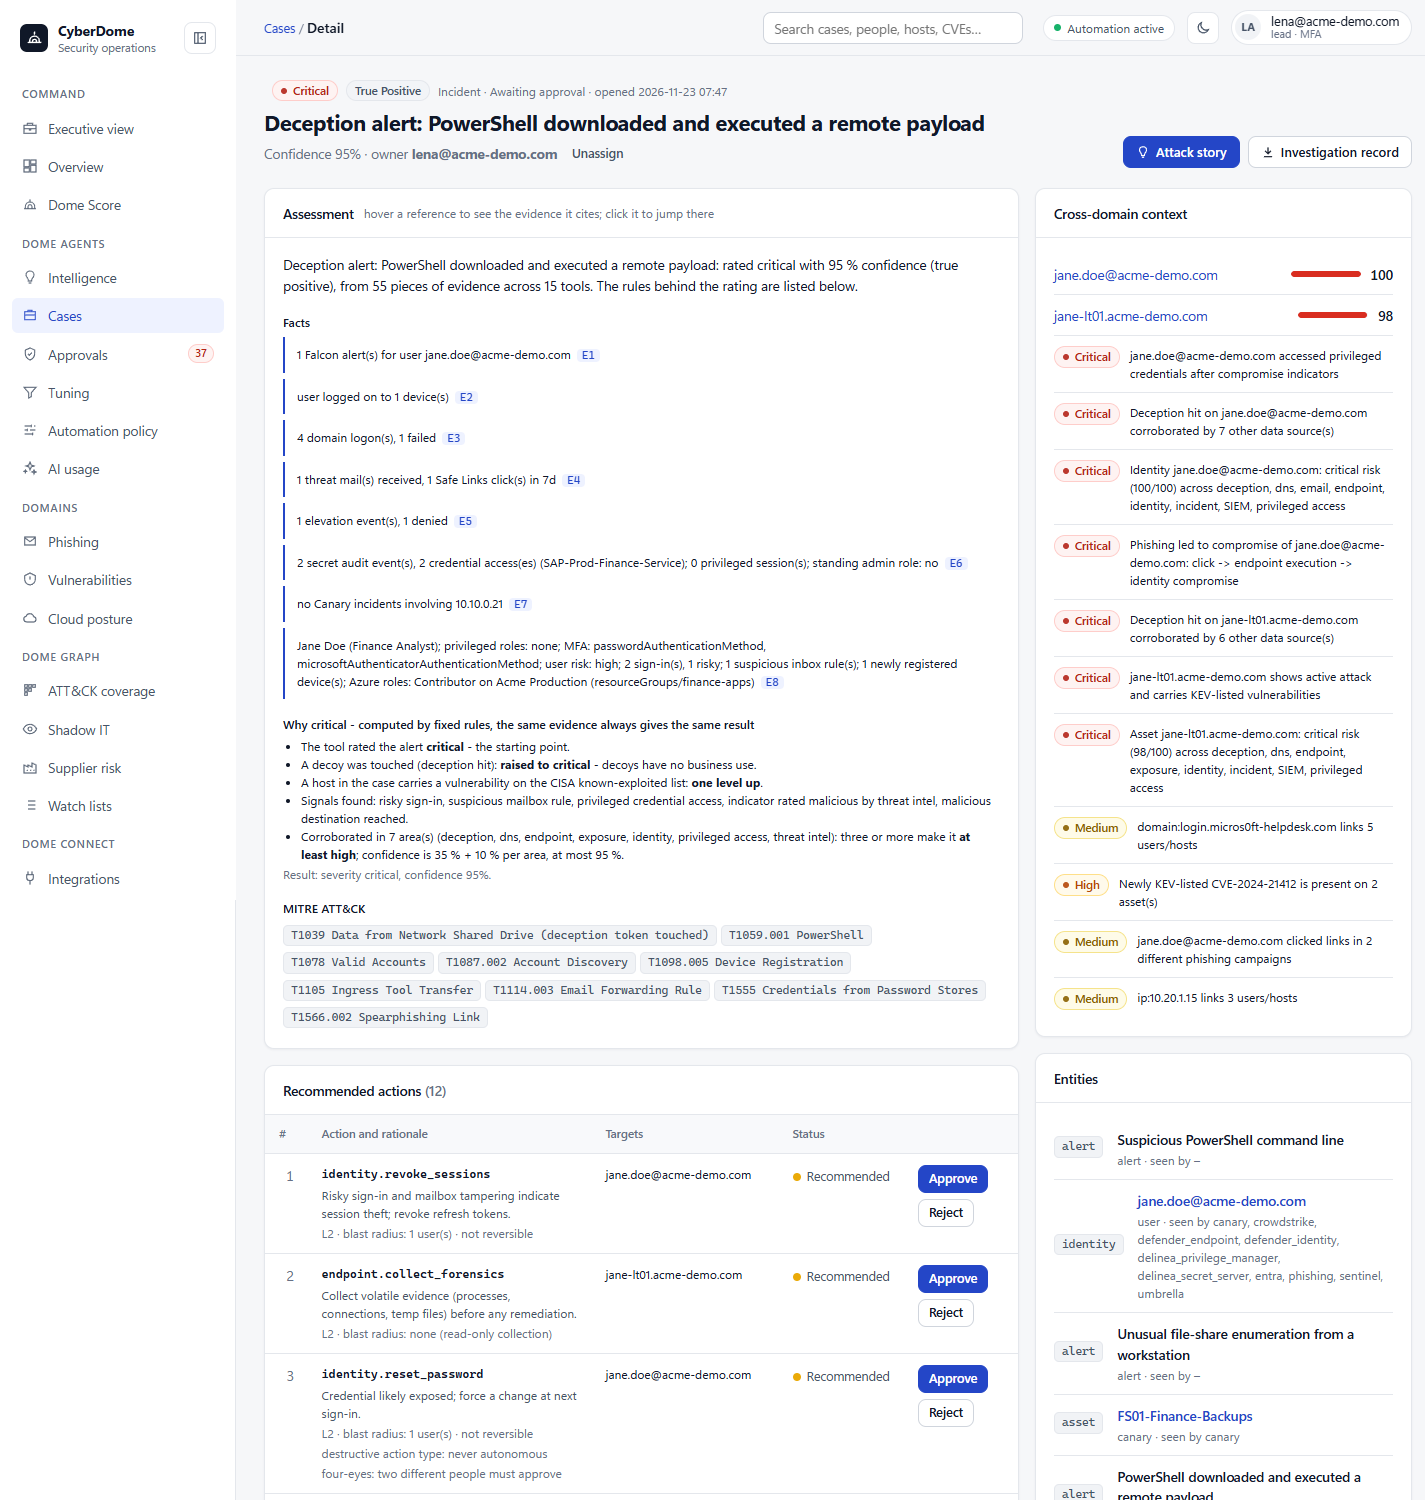 CyberDome
Security operations
COMMAND
Executive view
Overview
Dome Score
DOME AGENTS
Intelligence
Cases
Approvals 37
Tuning
Automation policy
AI usage
DOMAINS
Phishing
Vulnerabilities
Cloud posture
DOME GRAPH
ATT&CK coverage
Shadow IT
Supplier risk
Watch lists
DOME CONNECT
Integrations
Cases / Detail
Search cases, people, hosts, CVEs...
Automation active
LA
lena@acme-demo.com
lead · MFA
Critical True Positive Incident · Awaiting approval · opened 2026-11-23 07:47
Deception alert: PowerShell downloaded and executed a remote payload
Confidence 95% · owner lena@acme-demo.com Unassign
Attack story Investigation record
Assessment hover a reference to see the evidence it cites; click it to jump there
Deception alert: PowerShell downloaded and executed a remote payload: rated critical with 95 % confidence (true
positive), from 55 pieces of evidence across 15 tools. The rules behind the rating are listed below.
Facts
1 Falcon alert(s) for user jane.doe@acme-demo.com E1
user logged on to 1 device(s) E2
4 domain logon(s), 1 failed E3
1 threat mail(s) received, 1 Safe Links click(s) in 7d E4
1 elevation event(s), 1 denied E5
2 secret audit event(s), 2 credential access(es) (SAP-Prod-Finance-Service); 0 privileged session(s); standing admin role: no E6
no Canary incidents involving 10.10.0.21 E7
Jane Doe (Finance Analyst); privileged roles: none; MFA: passwordAuthenticationMethod,
microsoftAuthenticatorAuthenticationMethod; user risk: high; 2 sign-in(s), 1 risky; 1 suspicious inbox rule(s); 1 newly registered
device(s); Azure roles: Contributor on Acme Production (resourceGroups/finance-apps) E8
Why critical - computed by fixed rules, the same evidence always gives the same result
• The tool rated the alert critical - the starting point.
• A decoy was touched (deception hit): raised to critical - decoys have no business use.
• A host in the case carries a vulnerability on the CISA known-exploited list: one level up.
• Signals found: risky sign-in, suspicious mailbox rule, privileged credential access, indicator rated malicious by threat intel, malicious
destination reached.
• Corroborated in 7 area(s) (deception, dns, endpoint, exposure, identity, privileged access, threat intel): three or more make it at
least high; confidence is 35 % + 10 % per area, at most 95 %.
Result: severity critical, confidence 95%.
MITRE ATT&CK
T1039 Data from Network Shared Drive (deception token touched) T1059.001 PowerShell
T1078 Valid Accounts T1087.002 Account Discovery T1098.005 Device Registration
T1105 Ingress Tool Transfer T1114.003 Email Forwarding Rule T1555 Credentials from Password Stores
T1566.002 Spearphishing Link
Recommended actions (12)
# Action and rationale Targets Status
1 identity.revoke_sessions jane.doe@acme-demo.com Recommended Approve
Risky sign-in and mailbox tampering indicate
session theft; revoke refresh tokens.
Reject
L2 · blast radius: 1 user(s) · not reversible
2 endpoint.collect_forensics jane-lt01.acme-demo.com Recommended Approve
Collect volatile evidence (processes,
connections, temp files) before any remediation.
Reject
L2 · blast radius: none (read-only collection)
3 identity.reset_password jane.doe@acme-demo.com Recommended Approve
Credential likely exposed; force a change at next
sign-in.
Reject
L2 · blast radius: 1 user(s) · not reversible
destructive action type: never autonomous
four-eyes: two different people must approve
Cross-domain context
jane.doe@acme-demo.com 100
jane-lt01.acme-demo.com 98
Critical jane.doe@acme-demo.com accessed privileged
credentials after compromise indicators
Critical Deception hit on jane.doe@acme-demo.com
corroborated by 7 other data source(s)
Critical Identity jane.doe@acme-demo.com: critical risk
(100/100) across deception, dns, email, endpoint,
identity, incident, SIEM, privileged access
Critical Phishing led to compromise of jane.doe@acme-
demo.com: click -> endpoint execution ->
identity compromise
Critical Deception hit on jane-lt01.acme-demo.com
corroborated by 6 other data source(s)
Critical jane-lt01.acme-demo.com shows active attack
and carries KEV-listed vulnerabilities
Critical Asset jane-lt01.acme-demo.com: critical risk
(98/100) across deception, dns, endpoint,
exposure, identity, incident, SIEM, privileged
access
Medium domain:login.micros0ft-helpdesk.com links 5
users/hosts
High Newly KEV-listed CVE-2024-21412 is present on 2
asset(s)
Medium jane.doe@acme-demo.com clicked links in 2
different phishing campaigns
Medium ip:10.20.1.15 links 3 users/hosts
Entities
alert Suspicious PowerShell command line
alert · seen by –
identity jane.doe@acme-demo.com
user · seen by canary, crowdstrike,
defender_endpoint, defender_identity,
delinea_privilege_manager,
delinea_secret_server, entra, phishing, sentinel,
umbrella
alert Unusual file-share enumeration from a
workstation
alert · seen by –
asset FS01-Finance-Backups
canary · seen by canary
alert PowerShell downloaded and executed a
remote payload